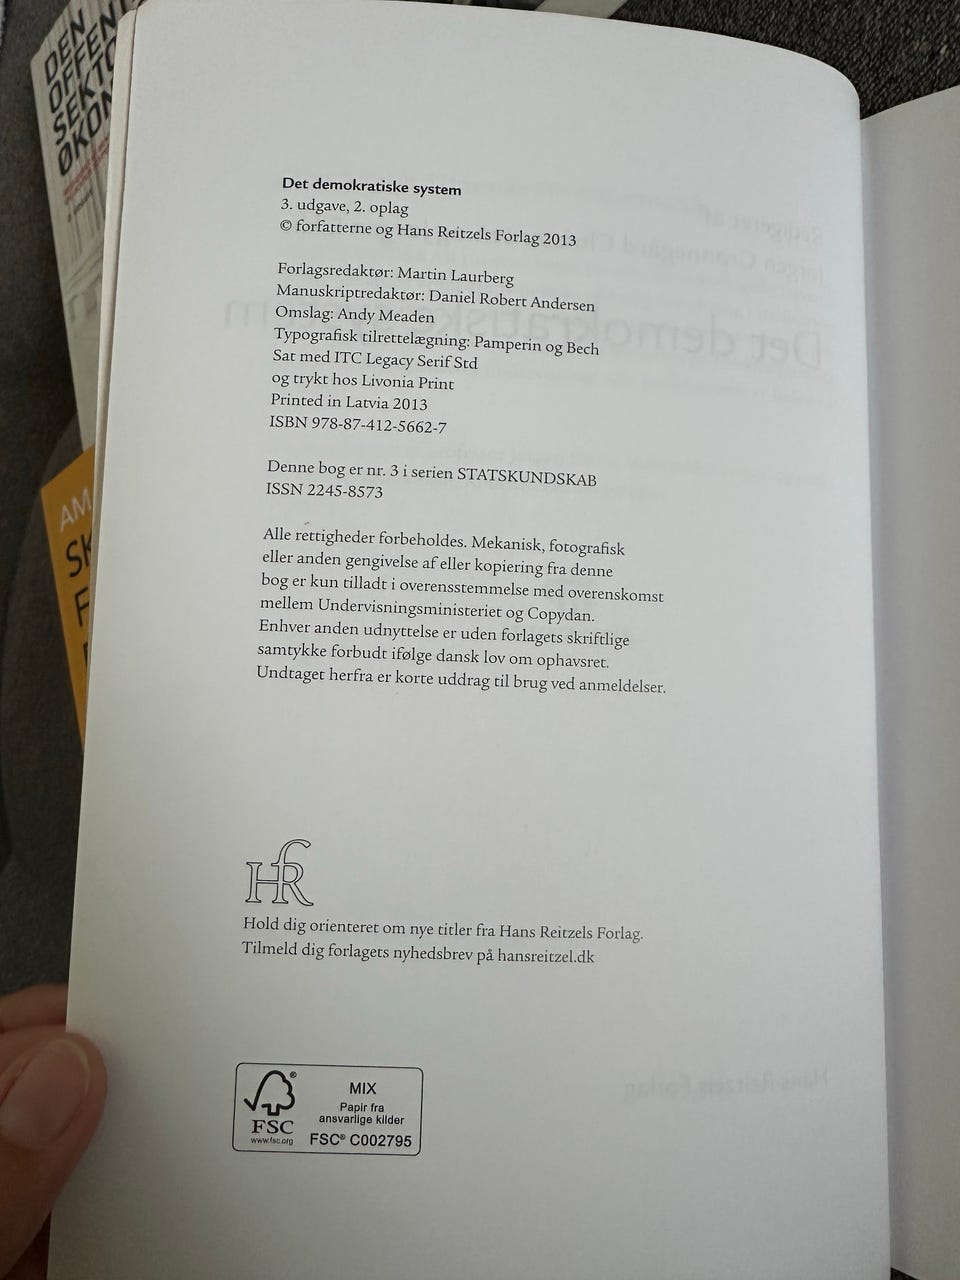 DEN
OFFEN
SEKTO
ØKON
AM
SK
F
Det demokratiske system
3. udgave, 2. oplag
© forfatterne og Hans Reitzels Forlag 2013
Forlagsredaktør: Martin Laurberg
Manuskriptredaktør: Daniel Robert Andersen
Omslag: Andy Meaden
Typografisk tilrettelægning: Pamperin og Bech
Sat med ITC Legacy Serif Std
og trykt hos Livonia Print
Printed in Latvia 2013
ISBN 978-87-412-5662-7
Denne bog er nr. 3 i serien STATSKUNDSKAB
ISSN 2245-8573
Alle rettigheder forbeholdes. Mekanisk, fotografisk
eller anden gengivelse af eller kopiering fra denne
bog er kun tilladt i overensstemmelse med overenskomst
mellem Undervisningsministeriet og Copydan.
Enhver anden udnyttelse er uden forlagets skriftlige
samtykke forbudt ifølge dansk lov om ophavsret.
Undtaget herfra er korte uddrag til brug ved anmeldelser.
HfR
Hold dig orienteret om nye titler fra Hans Reitzels Forlag.
Tilmeld dig forlagets nyhedsbrev på hansreitzel.dk
FSC
www.fsc.org
MIX
Papir fra
ansvarlige kilder
FSC® C002795